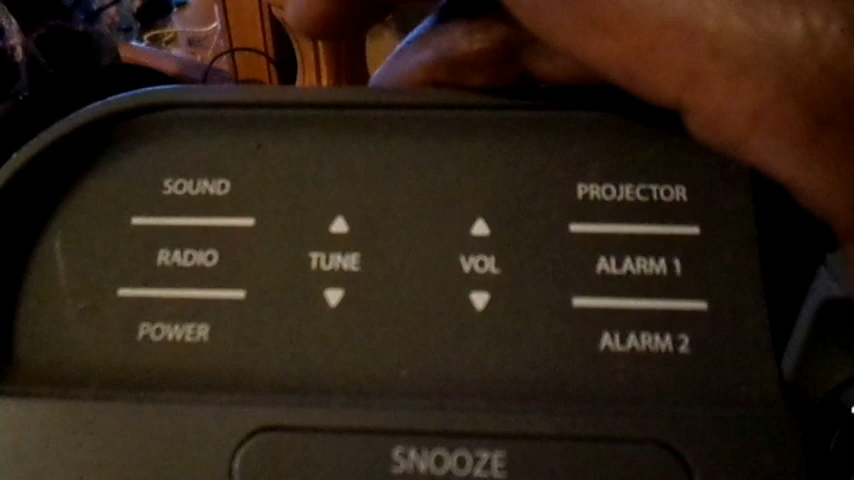 SOUND
RADIO
POWER
TUNE
VOL
PROJECTOR
ALARM 1
ALARM 2
SNOOZE